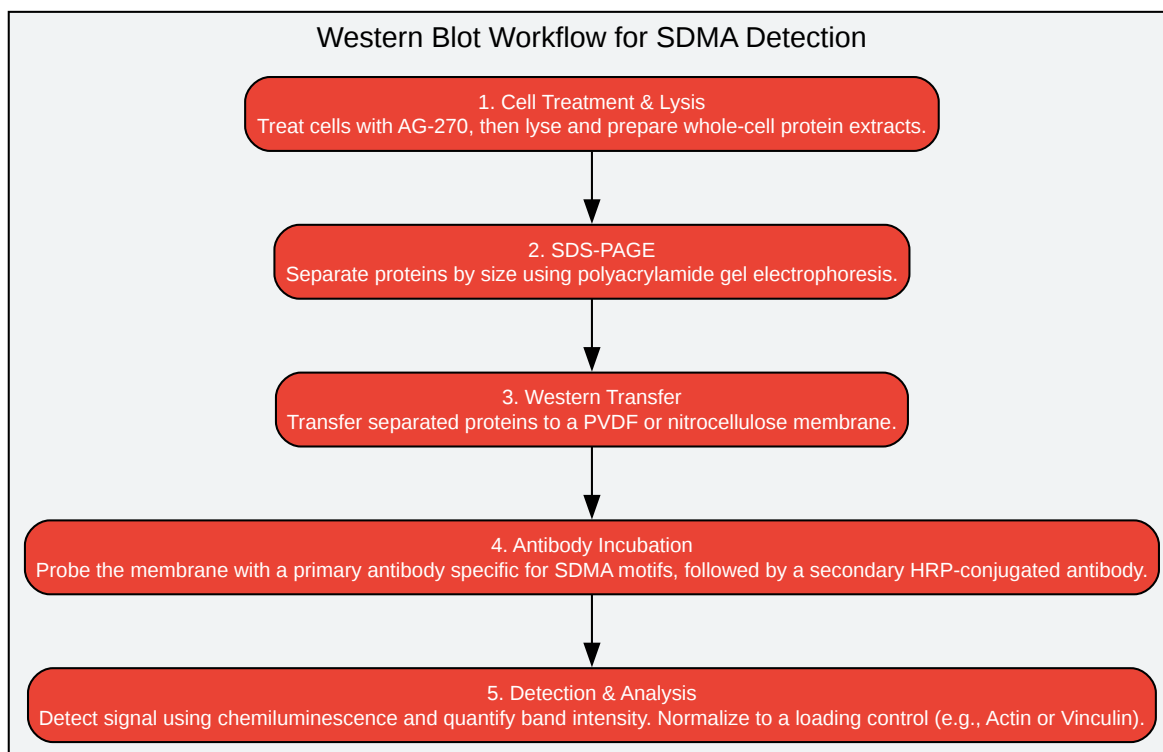 Western Blot Workflow for SDMA Detection
1. Cell Treatment & Lysis
Treat cells with AG-270, then lyse and prepare whole-cell protein extracts.
2. SDS-PAGE
Separate proteins by size using polyacrylamide gel electrophoresis.
3. Western Transfer
Transfer separated proteins to a PVDF or nitrocellulose membrane.
4. Antibody Incubation
Probe the membrane with a primary antibody specific for SDMA motifs, followed by a secondary HRP-conjugated antibody.
5. Detection & Analysis
Detect signal using chemiluminescence and quantify band intensity. Normalize to a loading control (e.g., Actin or Vinculin).